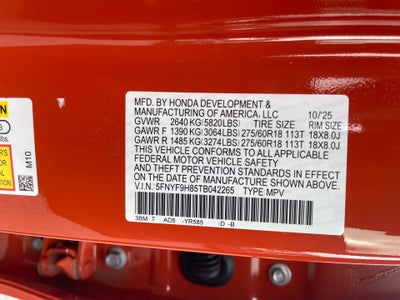 MFD. BY HONDA DEVELOPMENT &
MANUFACTURING OF AMERICA, LLC 10/'25
GVWR 2640 KG(5820LBS) TIRE SIZE RIM SIZE
GAWR F 1390 KG(3064LBS) 275/60R18 113T 18X8.0J
GAWR R 1485 KG(3274LBS) 275/60R18 113T 18X8.0J
THIS VEHICLE CONFORMS TO ALL APPLICABLE
FEDERAL MOTOR VEHICLE SAFETY
AND THEFT PREVENTION STANDARDS
IN EFFECT ON THE DATE OF
MANUFACTURE SHOWN ABOVE.
V.I.N. 5FNYF9H85TB042265 TYPE MPV
3BM T AD5 -YR585 -D -B
M10